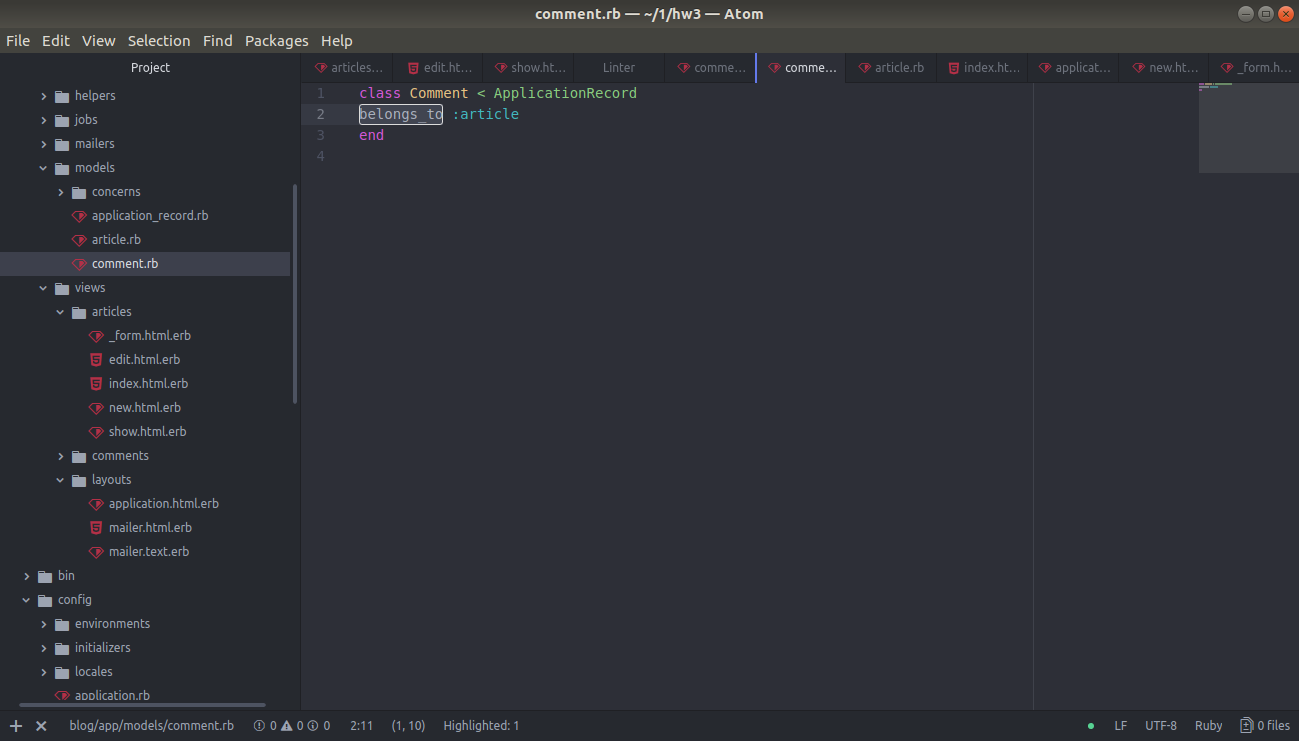 comment.rb — ~/1/hw3 — Atom
File Edit View Selection Find Packages Help
Project
articles... edit.ht... show.ht... Linter comme... comme... article.rb index.ht... applicat... new.ht... _form.h...
helpers
jobs
mailers
models
concerns
application_record.rb
article.rb
comment.rb
views
articles
_form.html.erb
edit.html.erb
index.html.erb
new.html.erb
show.html.erb
comments
layouts
application.html.erb
mailer.html.erb
mailer.text.erb
bin
config
environments
initializers
locales
application.rb
1 class Comment < ApplicationRecord
2 belongs_to :article
3 end
4
blog/app/models/comment.rb 0 0 0 2:11 (1, 10) Highlighted: 1 LF UTF-8 Ruby 0 files